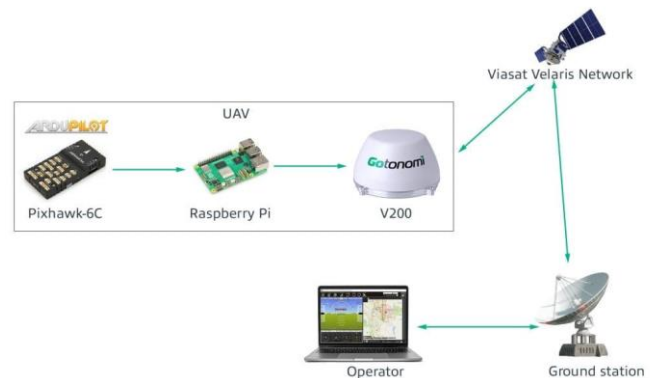 Viasat Velaris Network
UAV
ARDUPILOT
Gotonomi
Pixhawk-6C
Raspberry Pi
V200
Operator
Ground station